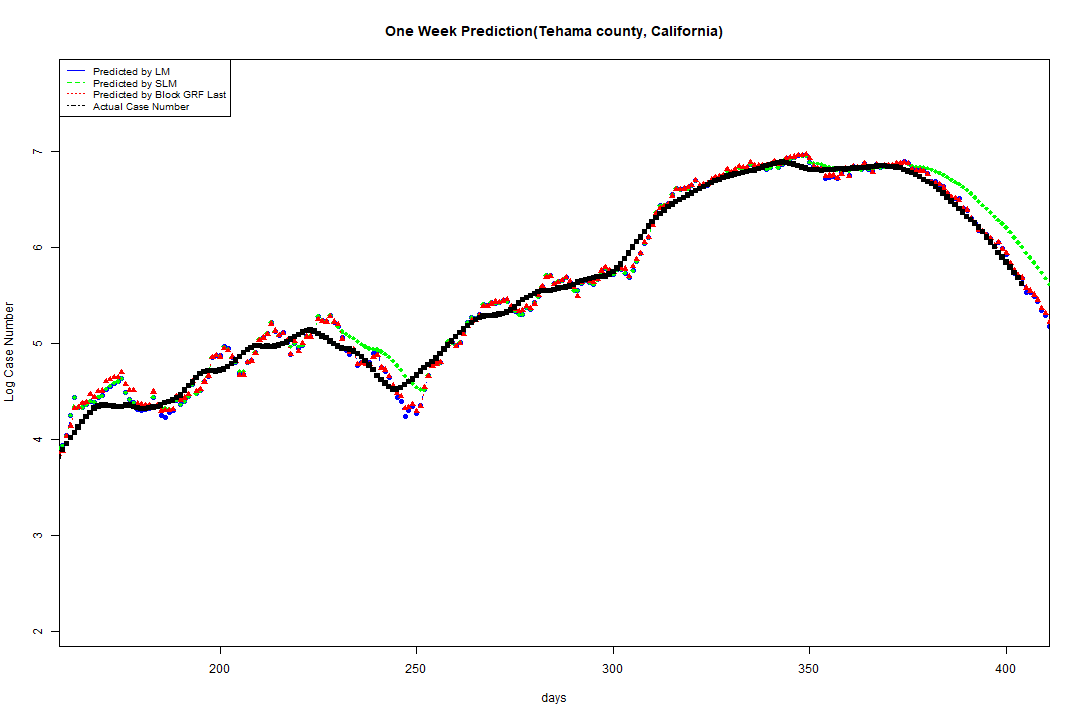 One Week Prediction(Tehama county, California)
Predicted by LM
Predicted by SLM
Predicted by Block GRF Last
Actual Case Number
7
6
5
4
3
2
Log Case Number
200 250 300 350 400
days